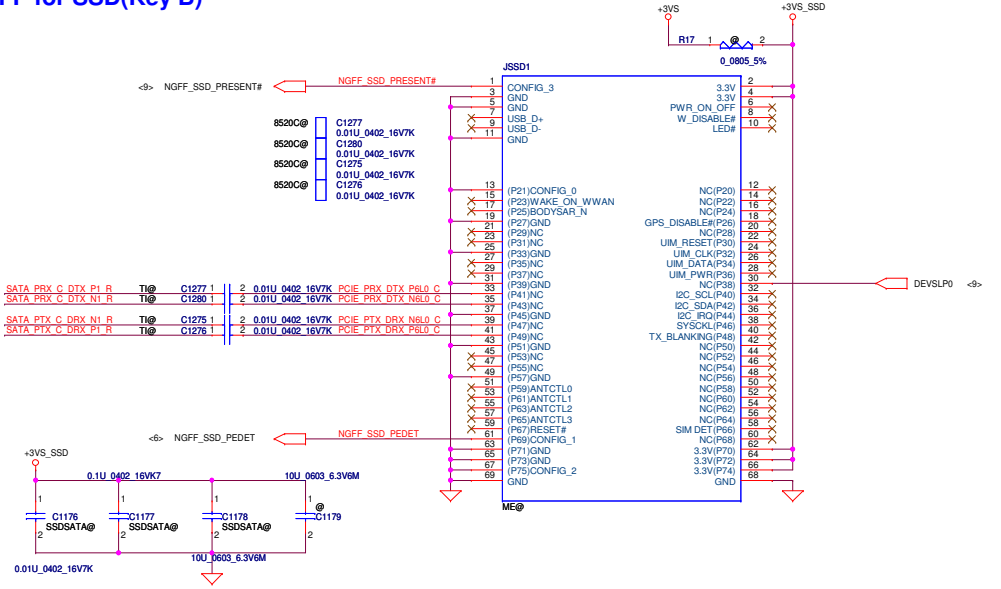 for SSD(Key B)
+3VS
+3VS_SSD
R17 1 @ 2
0_0805_5%
JSSD1
<9> NGFF_SSD_PRESENT#
NGFF_SSD_PRESENT#
1 CONFIG_3
3 GND
5 GND
7 USB_D+
9 USB_D-
11 GND
3.3V 2
3.3V 4
PWR_ON_OFF 6
W_DISABLE# 8
LED# 10
8520C@ C1277
0.01U_0402_16V7K
8520C@ C1280
0.01U_0402_16V7K
8520C@ C1275
0.01U_0402_16V7K
8520C@ C1276
0.01U_0402_16V7K
13 (P21)CONFIG_0
15 (P23)WAKE_ON_WWAN
17 (P25)BODYSAR_N
19 (P27)GND
21 (P29)NC
23 (P31)NC
25 (P33)GND
27 (P35)NC
29 (P37)NC
31 (P39)GND
33 (P41)NC
35 (P43)NC
37 (P45)GND
39 (P47)NC
41 (P49)NC
43 (P51)GND
45 (P53)NC
47 (P55)NC
49 (P57)GND
51 (P59)ANTCTL0
53 (P61)ANTCTL1
55 (P63)ANTCTL2
57 (P65)ANTCTL3
59 (P67)RESET#
61 (P69)CONFIG_1
63 (P71)GND
65 (P73)GND
67 (P75)CONFIG_2
69 GND
NC(P20) 12
NC(P22) 14
NC(P24) 16
GPS_DISABLE#(P26) 18
NC(P28) 20
UIM_RESET(P30) 22
UIM_CLK(P32) 24
UIM_DATA(P34) 26
UIM_PWR(P36) 28
NC(P38) 30
I2C_SCL(P40) 32
I2C_SDA(P42) 34
I2C_IRQ(P44) 36
SYSCKL(P46) 38
TX_BLANKING(P48) 40
NC(P50) 42
NC(P52) 44
NC(P54) 46
NC(P56) 48
NC(P58) 50
NC(P60) 52
NC(P62) 54
NC(P64) 56
SIM DET(P66) 58
NC(P68) 60
3.3V(P70) 62
3.3V(P72) 64
3.3V(P74) 66
GND 68
DEVSLP0 <9>
SATA_PRX_C_DTX_P1_R TI@ C1277 1 2 0.01U_0402_16V7K PCIE_PRX_DTX_P6L0_C
SATA_PRX_C_DTX_N1_R TI@ C1280 1 2 0.01U_0402_16V7K PCIE_PRX_DTX_N6L0_C
SATA_PTX_C_DRX_N1_R TI@ C1275 1 2 0.01U_0402_16V7K PCIE_PTX_DRX_N6L0_C
SATA_PTX_C_DRX_P1_R TI@ C1276 1 2 0.01U_0402_16V7K PCIE_PTX_DRX_P6L0_C
<6> NGFF_SSD_PEDET
NGFF_SSD_PEDET
ME@
+3VS_SSD
0.1U_0402_16VK7
10U_0603_6.3V6M
1 1 1 1
C1176
SSDSATA@
C1177
SSDSATA@
C1178
SSDSATA@
@
C1179
2 2 2 2
10U_0603_6.3V6M
0.01U_0402_16V7K